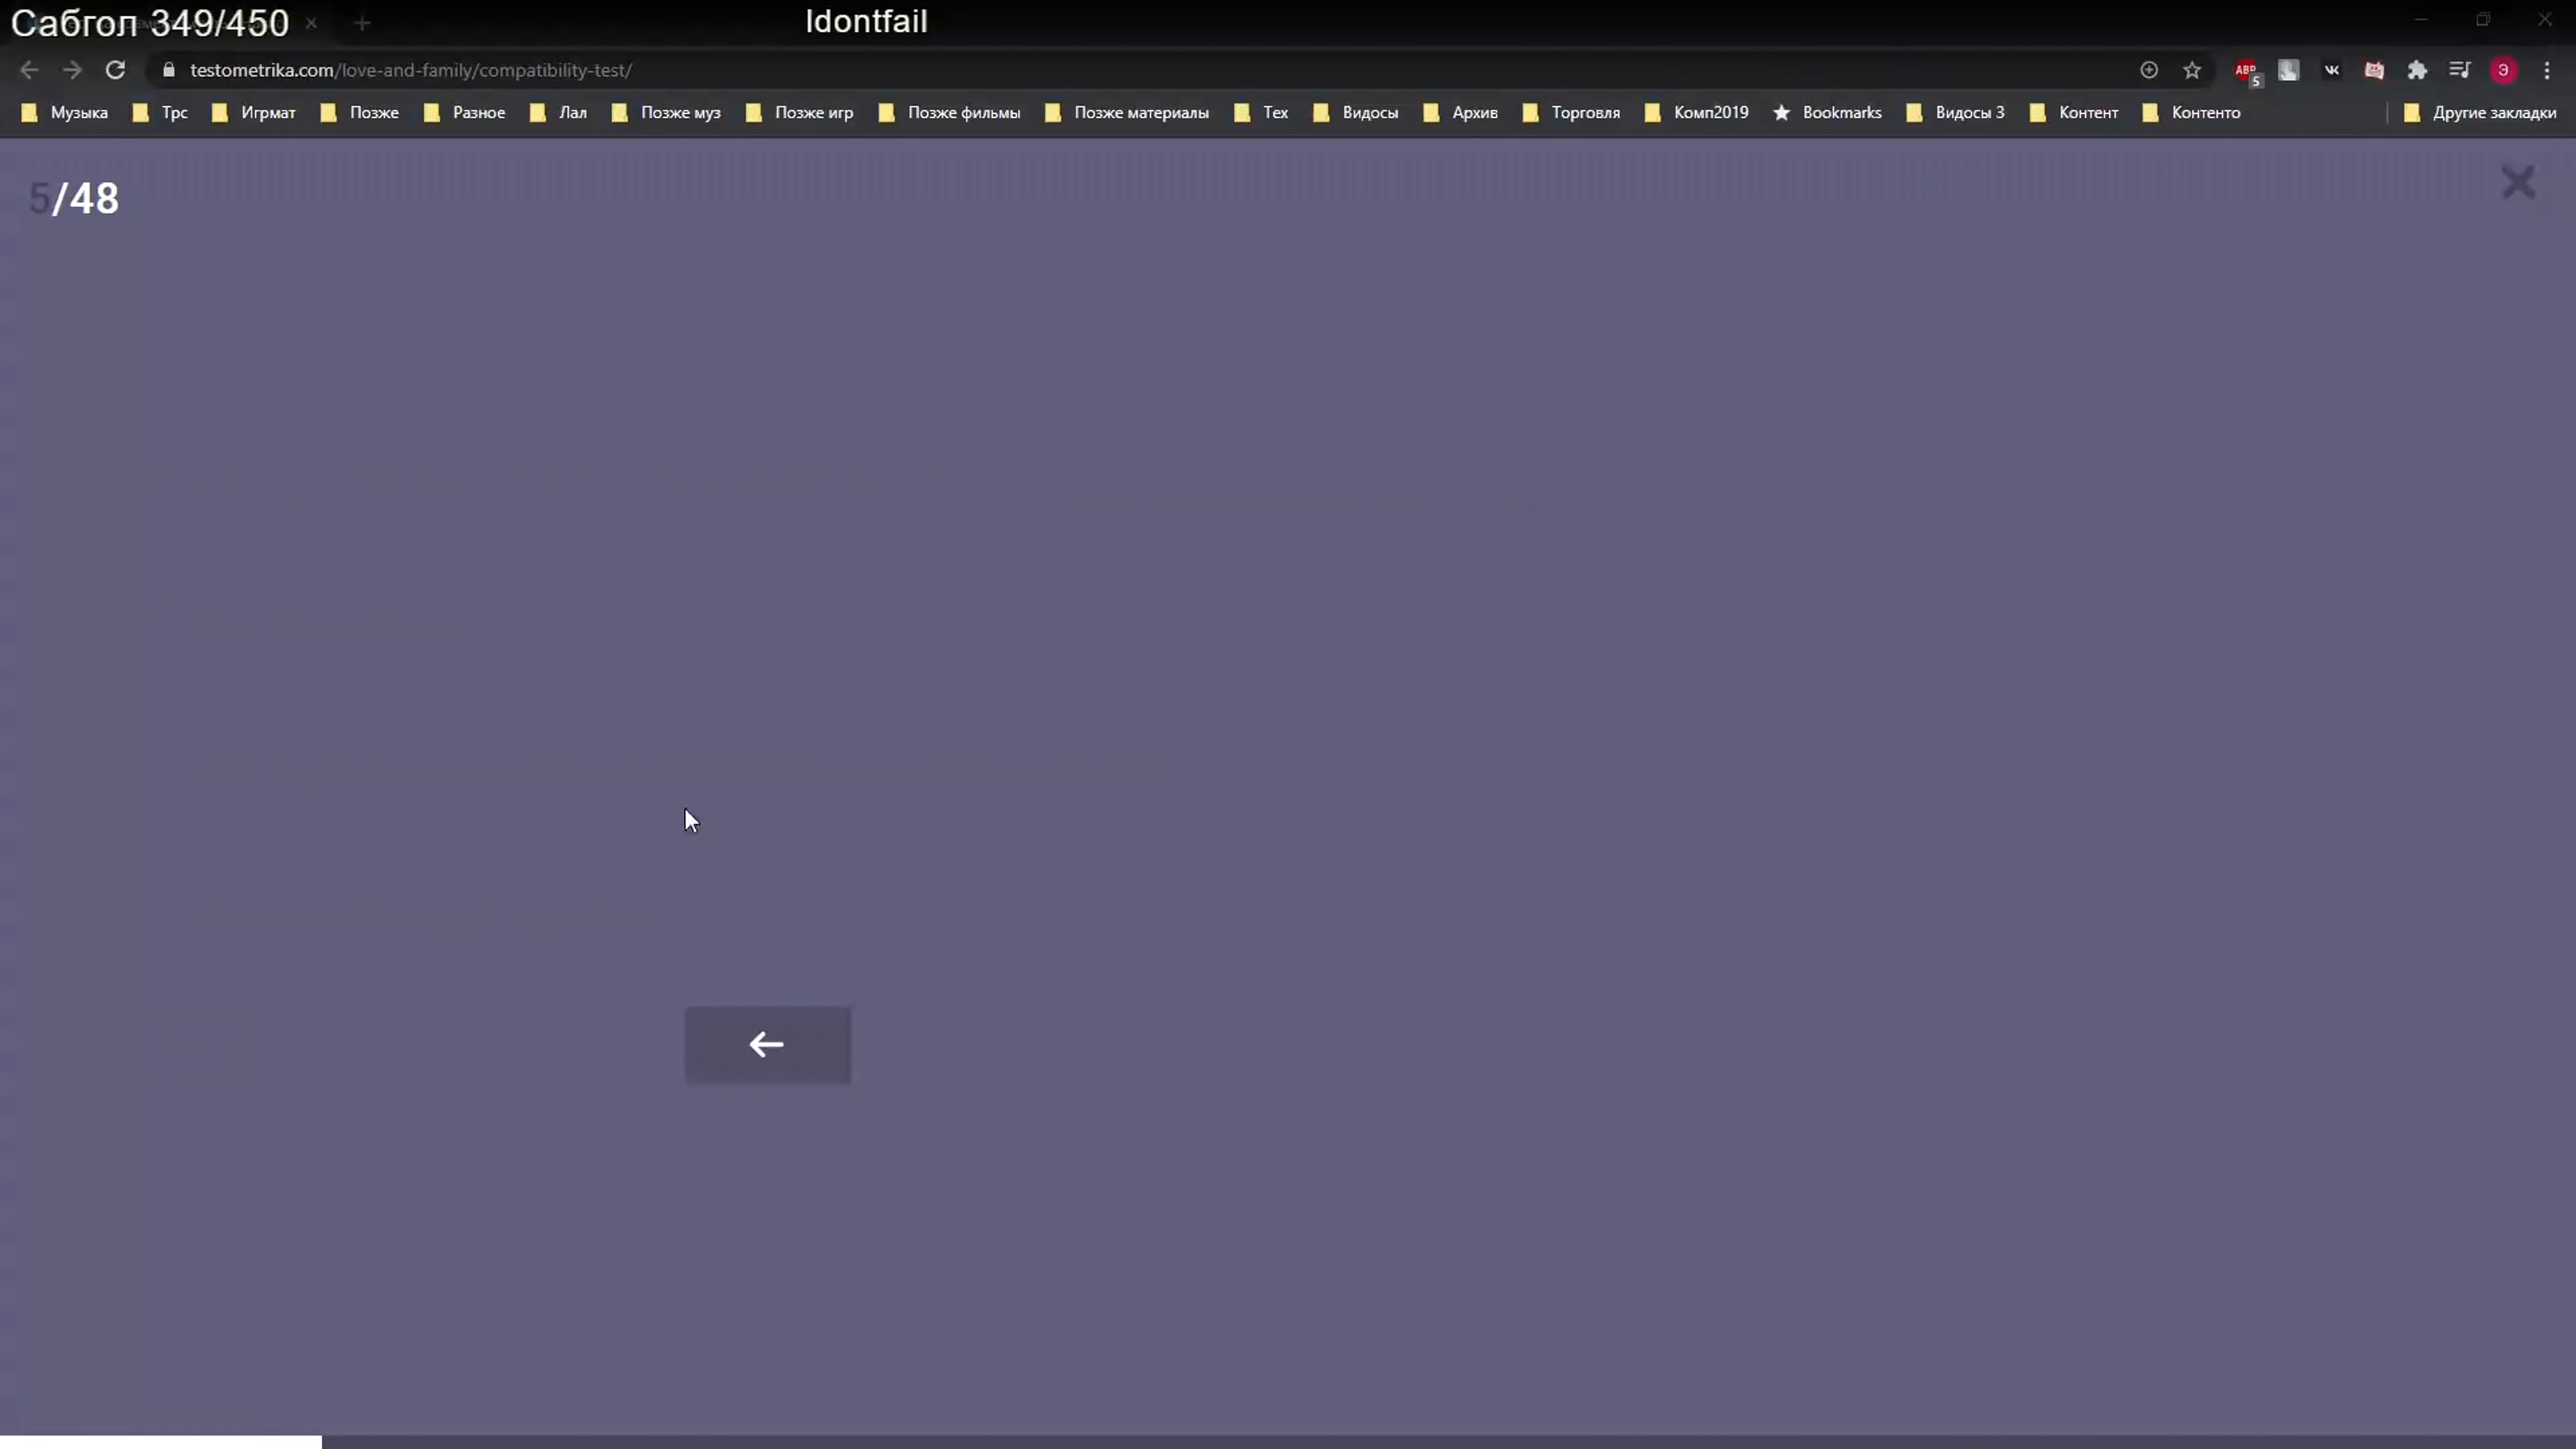 Сабгол 349/450
Idontfail
testometrika.com/love-and-family/compatibility-test/
ABP
5
Э
Музыка Трс Игрмат Позже Разное Лал Позже муз Позже игр Позже фильмы Позже материалы Тех Видосы Архив Торговля Комп2019 Bookmarks Видосы 3 Контент Контенто Другие закладки
5/48